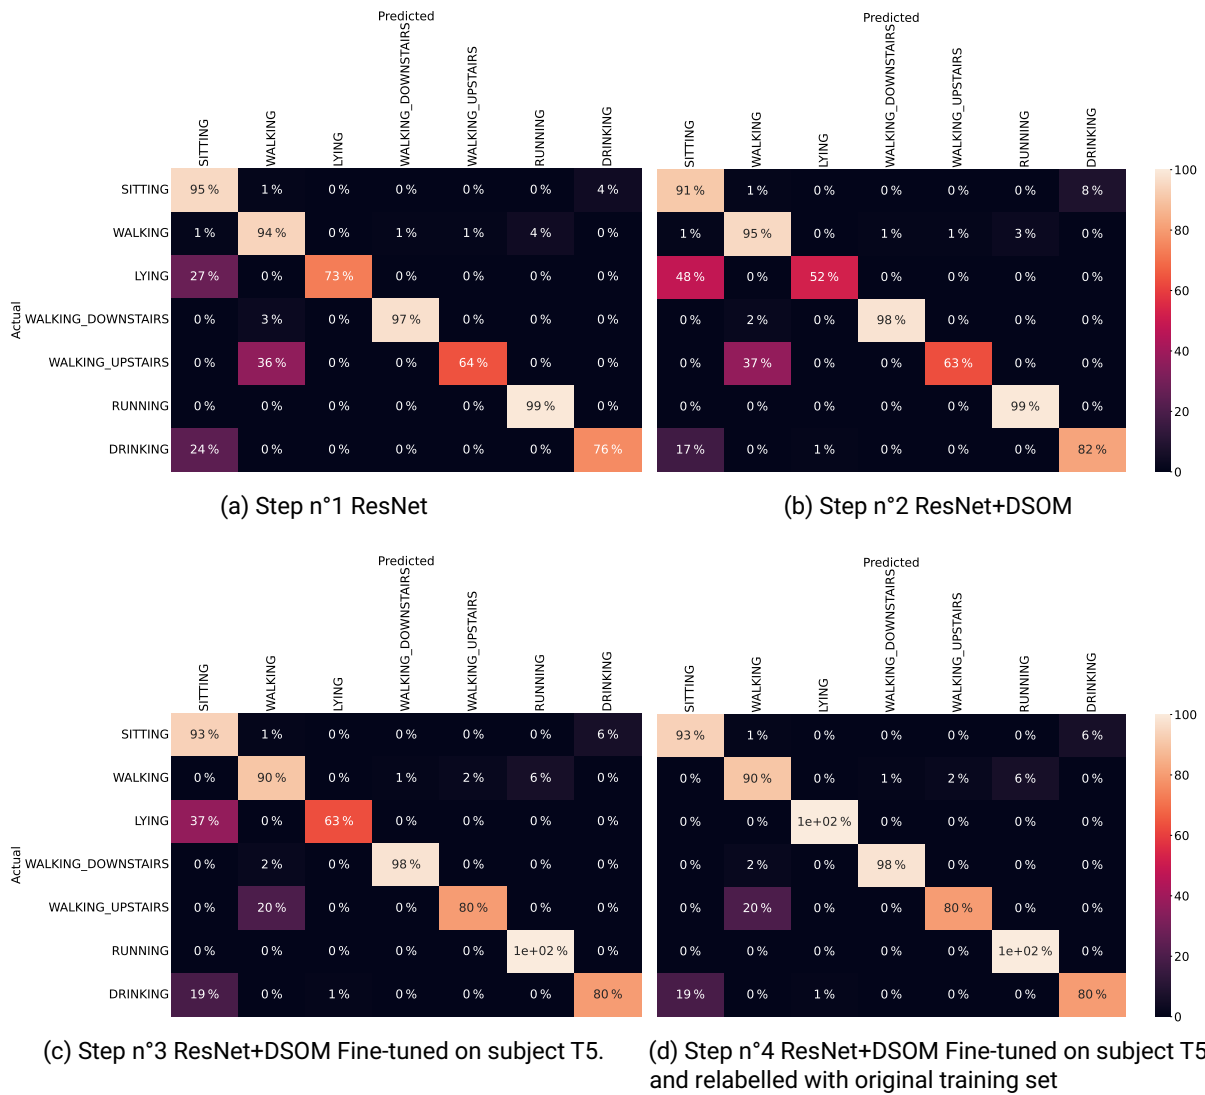 Predicted
SITTING WALKING LYING WALKING_DOWNSTAIRS WALKING_UPSTAIRS RUNNING DRINKING
Actual
SITTING 95 % 1 % 0 % 0 % 0 % 0 % 4 %
WALKING 1 % 94 % 0 % 1 % 1 % 4 % 0 %
LYING 27 % 0 % 73 % 0 % 0 % 0 % 0 %
WALKING_DOWNSTAIRS 0 % 3 % 0 % 97 % 0 % 0 % 0 %
WALKING_UPSTAIRS 0 % 36 % 0 % 0 % 64 % 0 % 0 %
RUNNING 0 % 0 % 0 % 0 % 0 % 99 % 0 %
DRINKING 24 % 0 % 0 % 0 % 0 % 0 % 76 %
(a) Step n°1 ResNet
Predicted
SITTING WALKING LYING WALKING_DOWNSTAIRS WALKING_UPSTAIRS RUNNING DRINKING
91 % 1 % 0 % 0 % 0 % 0 % 8 %
1 % 95 % 0 % 1 % 1 % 3 % 0 %
48 % 0 % 52 % 0 % 0 % 0 % 0 %
0 % 2 % 0 % 98 % 0 % 0 % 0 %
0 % 37 % 0 % 0 % 63 % 0 % 0 %
0 % 0 % 0 % 0 % 0 % 99 % 0 %
17 % 0 % 1 % 0 % 0 % 0 % 82 %
100
80
60
40
20
0
(b) Step n°2 ResNet+DSOM
Predicted
SITTING WALKING LYING WALKING_DOWNSTAIRS WALKING_UPSTAIRS RUNNING DRINKING
Actual
SITTING 93 % 1 % 0 % 0 % 0 % 0 % 6 %
WALKING 0 % 90 % 0 % 1 % 2 % 6 % 0 %
LYING 37 % 0 % 63 % 0 % 0 % 0 % 0 %
WALKING_DOWNSTAIRS 0 % 2 % 0 % 98 % 0 % 0 % 0 %
WALKING_UPSTAIRS 0 % 20 % 0 % 0 % 80 % 0 % 0 %
RUNNING 0 % 0 % 0 % 0 % 0 % 1e+02 % 0 %
DRINKING 19 % 0 % 1 % 0 % 0 % 0 % 80 %
(c) Step n°3 ResNet+DSOM Fine-tuned on subject T5.
Predicted
SITTING WALKING LYING WALKING_DOWNSTAIRS WALKING_UPSTAIRS RUNNING DRINKING
93 % 1 % 0 % 0 % 0 % 0 % 6 %
0 % 90 % 0 % 1 % 2 % 6 % 0 %
0 % 0 % 1e+02 % 0 % 0 % 0 % 0 %
0 % 2 % 0 % 98 % 0 % 0 % 0 %
0 % 20 % 0 % 0 % 80 % 0 % 0 %
0 % 0 % 0 % 0 % 0 % 1e+02 % 0 %
19 % 0 % 1 % 0 % 0 % 0 % 80 %
100
80
60
40
20
0
(d) Step n°4 ResNet+DSOM Fine-tuned on subject T5
and relabelled with original training set